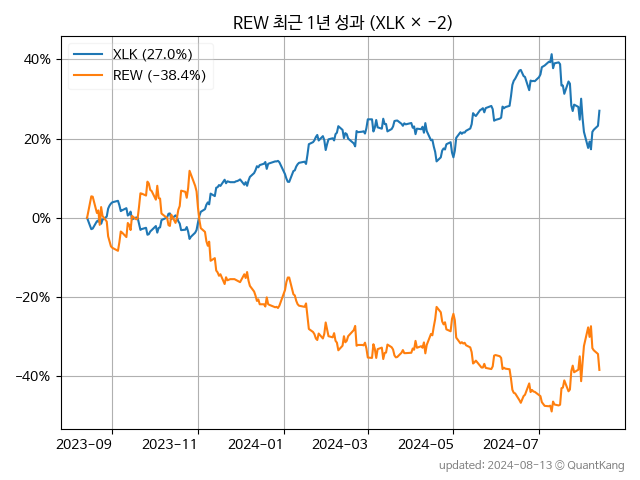 REW 최근 1년 성과 (XLK × −2)
XLK (27.0%)
REW (−38.4%)
40%
20%
0%
−20%
−40%
2023-09 2023-11 2024-01 2024-03 2024-05 2024-07
updated: 2024-08-13 ⓒ QuantKang